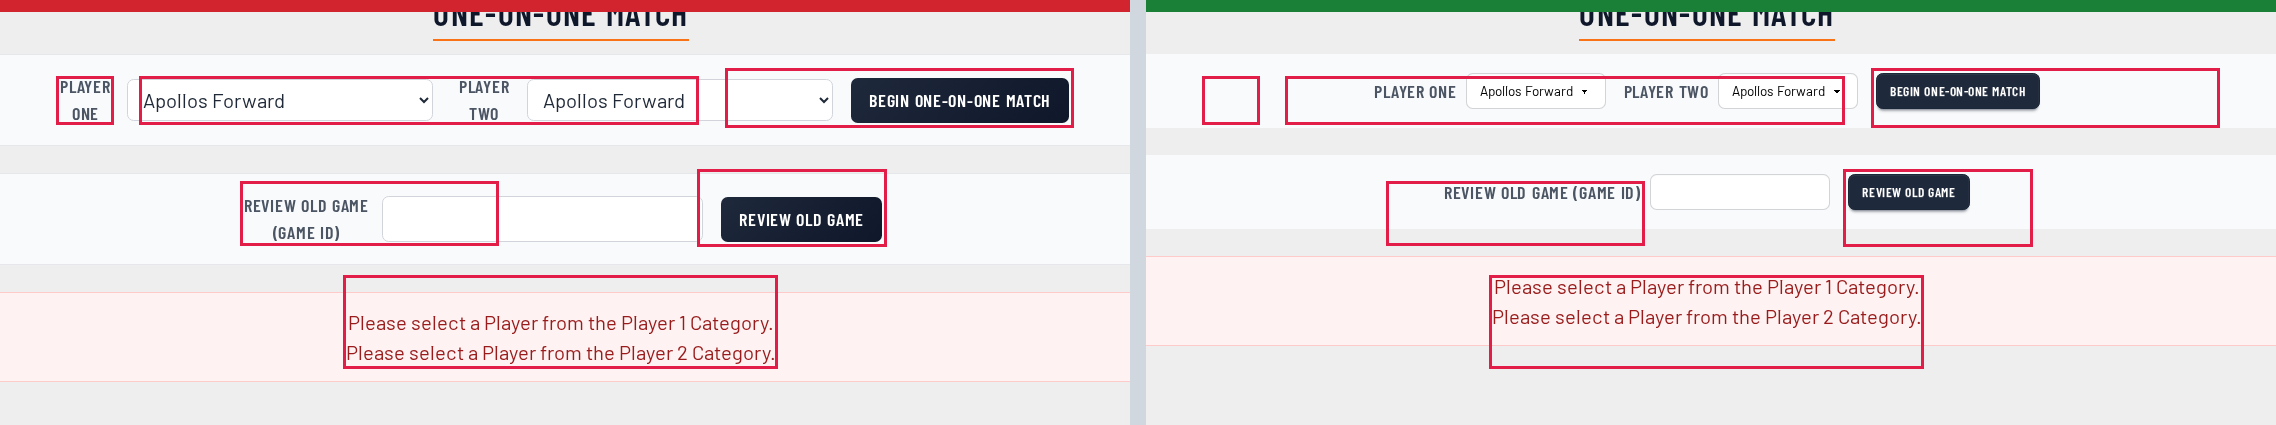 ONE-ON-ONE MATCH
PLAYER ONE
Apollos Forward
PLAYER TWO
Apollos Forward
BEGIN ONE-ON-ONE MATCH
REVIEW OLD GAME
(GAME ID)
REVIEW OLD GAME
Please select a Player from the Player 1 Category.
Please select a Player from the Player 2 Category.
ONE-ON-ONE MATCH
PLAYER ONE
Apollos Forward
PLAYER TWO
Apollos Forward
BEGIN ONE-ON-ONE MATCH
REVIEW OLD GAME (GAME ID)
REVIEW OLD GAME
Please select a Player from the Player 1 Category.
Please select a Player from the Player 2 Category.